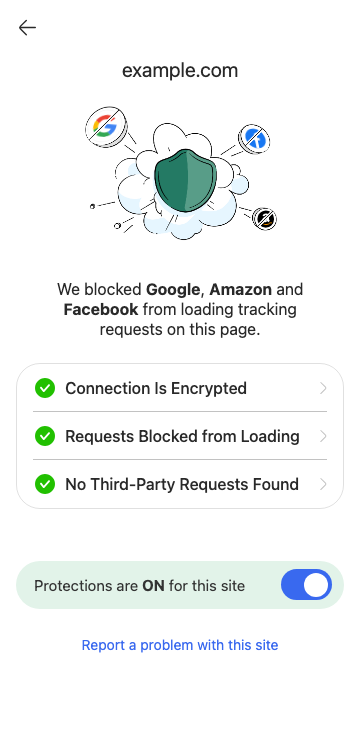 example.com
We blocked Google, Amazon and
Facebook from loading tracking
requests on this page.
Connection Is Encrypted
Requests Blocked from Loading
No Third-Party Requests Found
Protections are ON for this site
Report a problem with this site